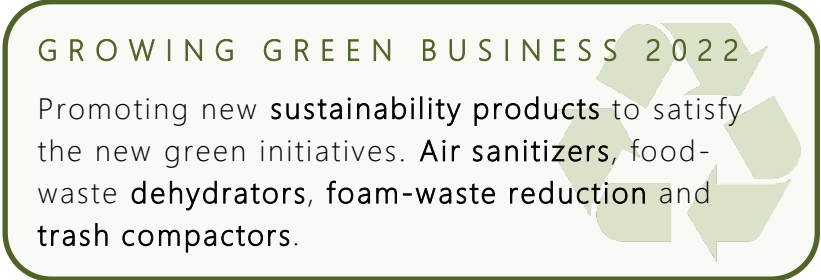 GROWING GREEN BUSINESS 2022
Promoting new sustainability products to satisfy
the new green initiatives. Air sanitizers, food-
waste dehydrators, foam-waste reduction and
trash compactors.